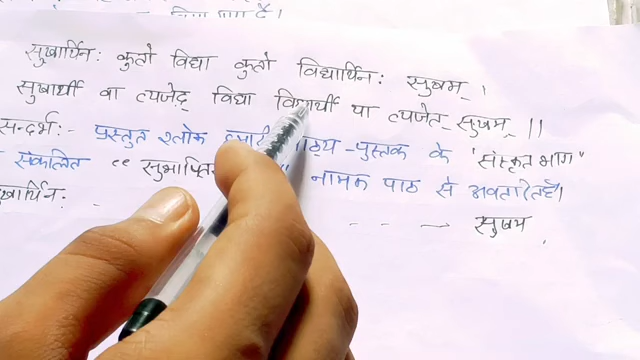 सुखार्थिनः कुतो विद्या कुतो विद्यार्थिनः सुखम् ।
सुखार्थी वा त्यजेद् विद्या विद्यार्थी वा त्यजेत् सुखम् ।।
सन्दर्भः- प्रस्तुत श्लोक पाठ्य-पुस्तक के "संस्कृत भाग"
संकलित "सुभाषित नामक पाठ से अवतरित है।
सुखार्थिनः - - - → सुखम